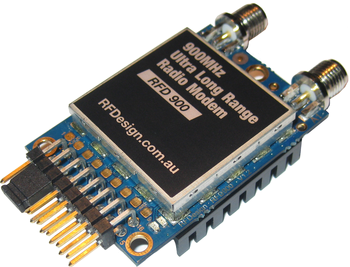 900MHz
Ultra Long Range
Radio Modem
RFD 900
RFDesign.com.au